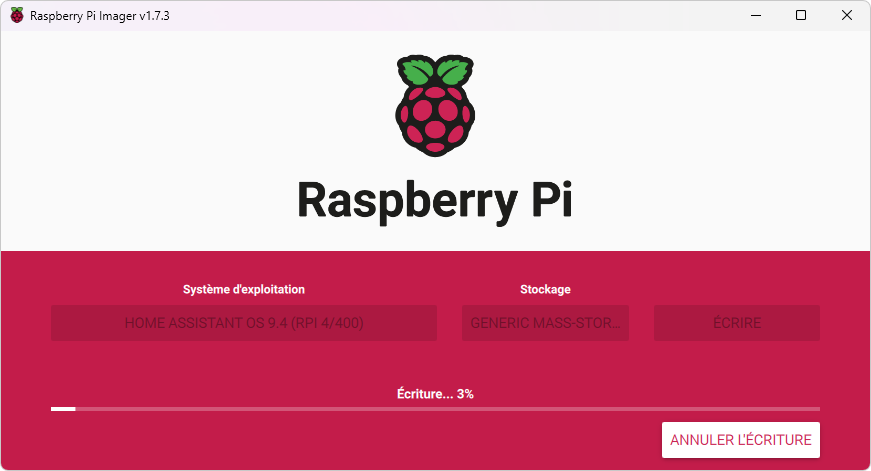 Raspberry Pi Imager v1.7.3
Raspberry Pi
Système d'exploitation
Stockage
HOME ASSISTANT OS 9.4 (RPI 4/400)
GENERIC MASS-STOR...
ÉCRIRE
Écriture... 3%
ANNULER L'ÉCRITURE